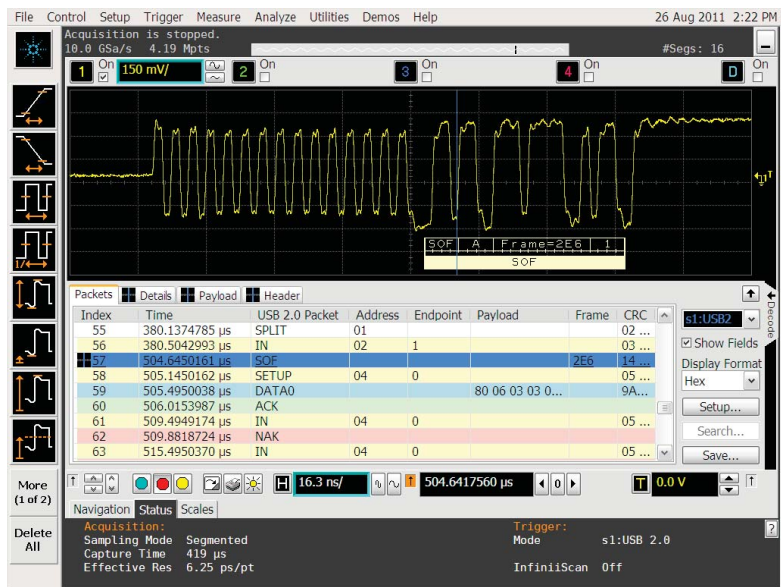 File Control Setup Trigger Measure Analyze Utilities Demos Help 26 Aug 2011 2:22 PM
Acquisition is stopped.
10.0 GSa/s 4.19 Mpts #Segs: 16
1 On 150 mV/ 2 On 3 On 4 On D On
SOF A Frame=2E6 1
SOF
Packets Details Payload Header
Index Time USB 2.0 Packet Address Endpoint Payload Frame CRC
55 380.1374785 µs SPLIT 01 02 ...
56 380.5042993 µs IN 02 1 03 ...
57 504.6450161 µs SOF 2E6 14 ...
58 505.1450162 µs SETUP 04 0 05 ...
59 505.4950038 µs DATA0 80 06 03 03 0... 9A...
60 506.0153987 µs ACK
61 509.4949174 µs IN 04 0 05 ...
62 509.8818724 µs NAK
63 515.4950370 µs IN 04 0 05 ...
Decode
s1:USB2
Show Fields
Display Format
Hex
Setup...
Search...
Save...
More
(1 of 2)
Delete
All
H 16.3 ns/ 504.6417560 µs 0 T 0.0 V
Navigation Status Scales
Acquisition: Trigger:
Sampling Mode Segmented Mode s1:USB 2.0
Capture Time 419 µs
Effective Res 6.25 ps/pt InfiniiScan Off